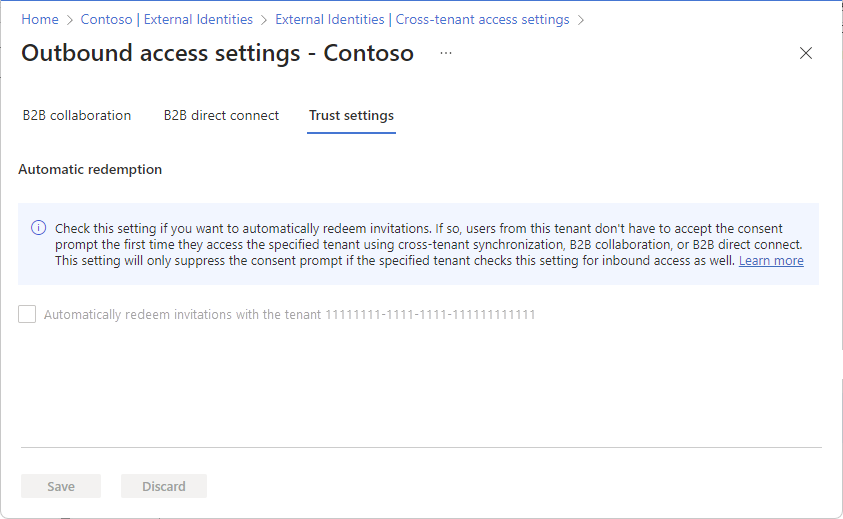 Home > Contoso | External Identities > External Identities | Cross-tenant access settings >
Outbound access settings - Contoso ...
B2B collaboration B2B direct connect Trust settings
Automatic redemption
Check this setting if you want to automatically redeem invitations. If so, users from this tenant don't have to accept the consent
prompt the first time they access the specified tenant using cross-tenant synchronization, B2B collaboration, or B2B direct connect.
This setting will only suppress the consent prompt if the specified tenant checks this setting for inbound access as well. Learn more
Automatically redeem invitations with the tenant 11111111-1111-1111-111111111111
Save Discard